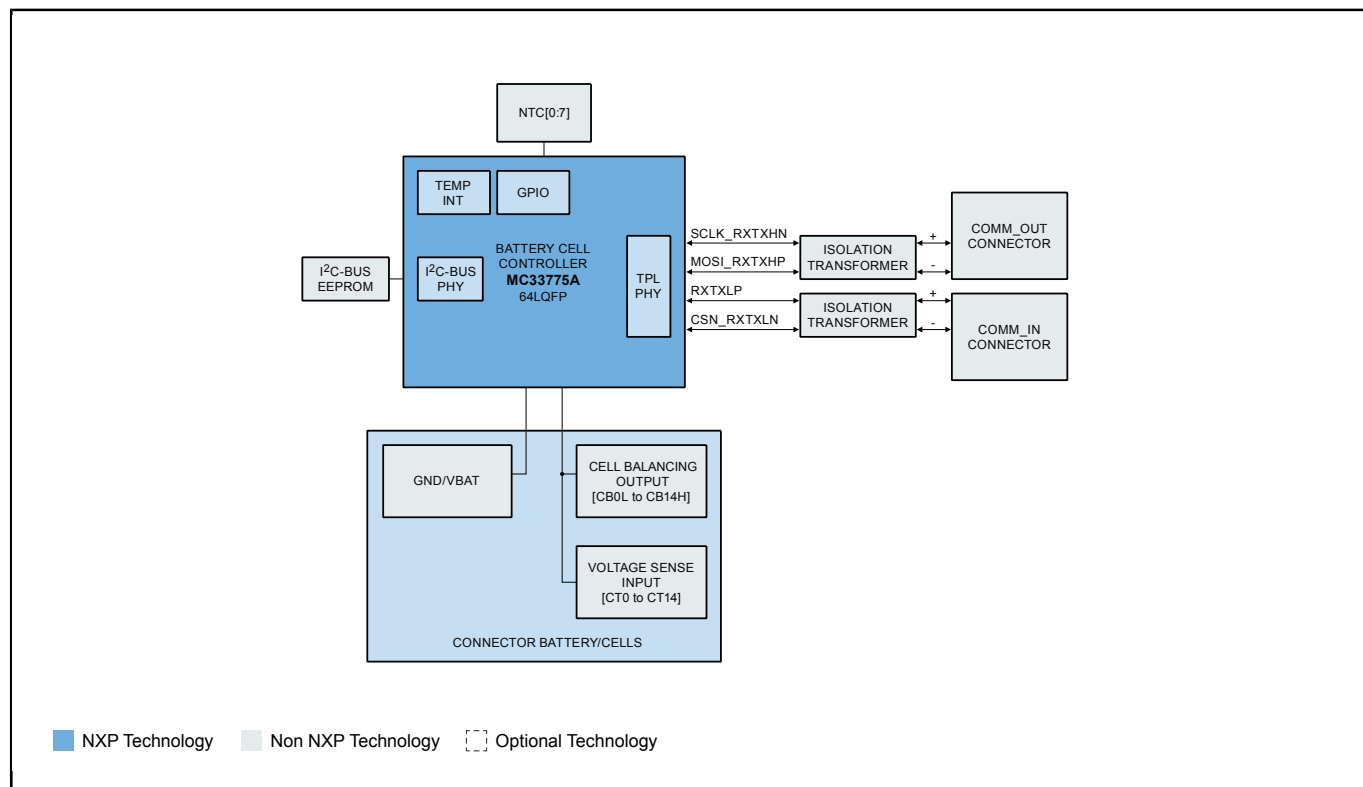 NTC[0:7]
TEMP
INT
GPIO
BATTERY CELL
CONTROLLER
MC33775A
64LQFP
I²C-BUS
EEPROM
I²C-BUS
PHY
TPL
PHY
SCLK_RXTXHN
MOSI_RXTXHP
RXTXLP
CSN_RXTXLN
ISOLATION
TRANSFORMER
ISOLATION
TRANSFORMER
+
-
+
-
COMM_OUT
CONNECTOR
COMM_IN
CONNECTOR
GND/VBAT
CELL BALANCING
OUTPUT
[CB0L to CB14H]
VOLTAGE SENSE
INPUT
[CT0 to CT14]
CONNECTOR BATTERY/CELLS
NXP Technology
Non NXP Technology
Optional Technology